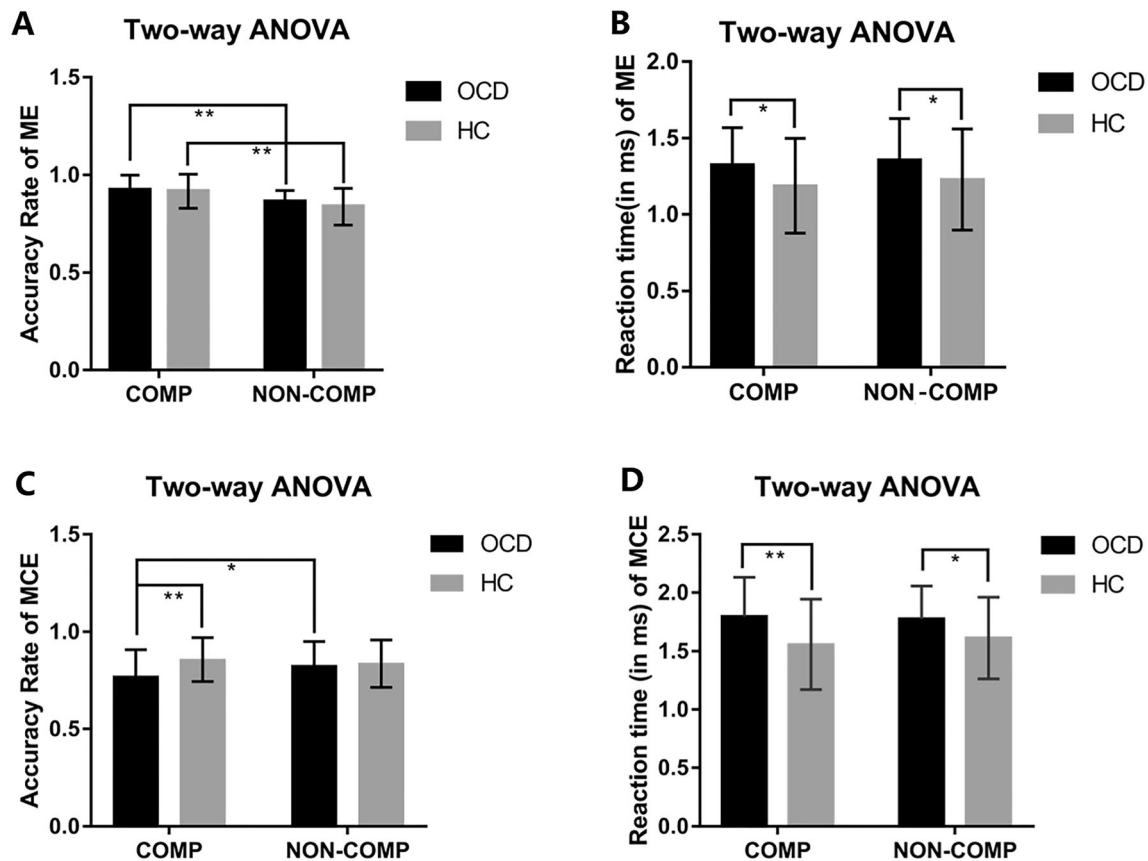 A
Two-way ANOVA
Accuracy Rate of ME
1.5
1.0
0.5
0.0
**
**
OCD
HC
COMP
NON-COMP
B
Two-way ANOVA
Reaction time(in ms) of ME
2.0
1.5
1.0
0.5
0.0
*
*
OCD
HC
COMP
NON-COMP
C
Two-way ANOVA
Accuracy Rate of MCE
1.5
1.0
0.5
0.0
*
**
OCD
HC
COMP
NON-COMP
D
Two-way ANOVA
Reaction time (in ms) of MCE
2.5
2.0
1.5
1.0
0.5
0.0
**
*
OCD
HC
COMP
NON-COMP